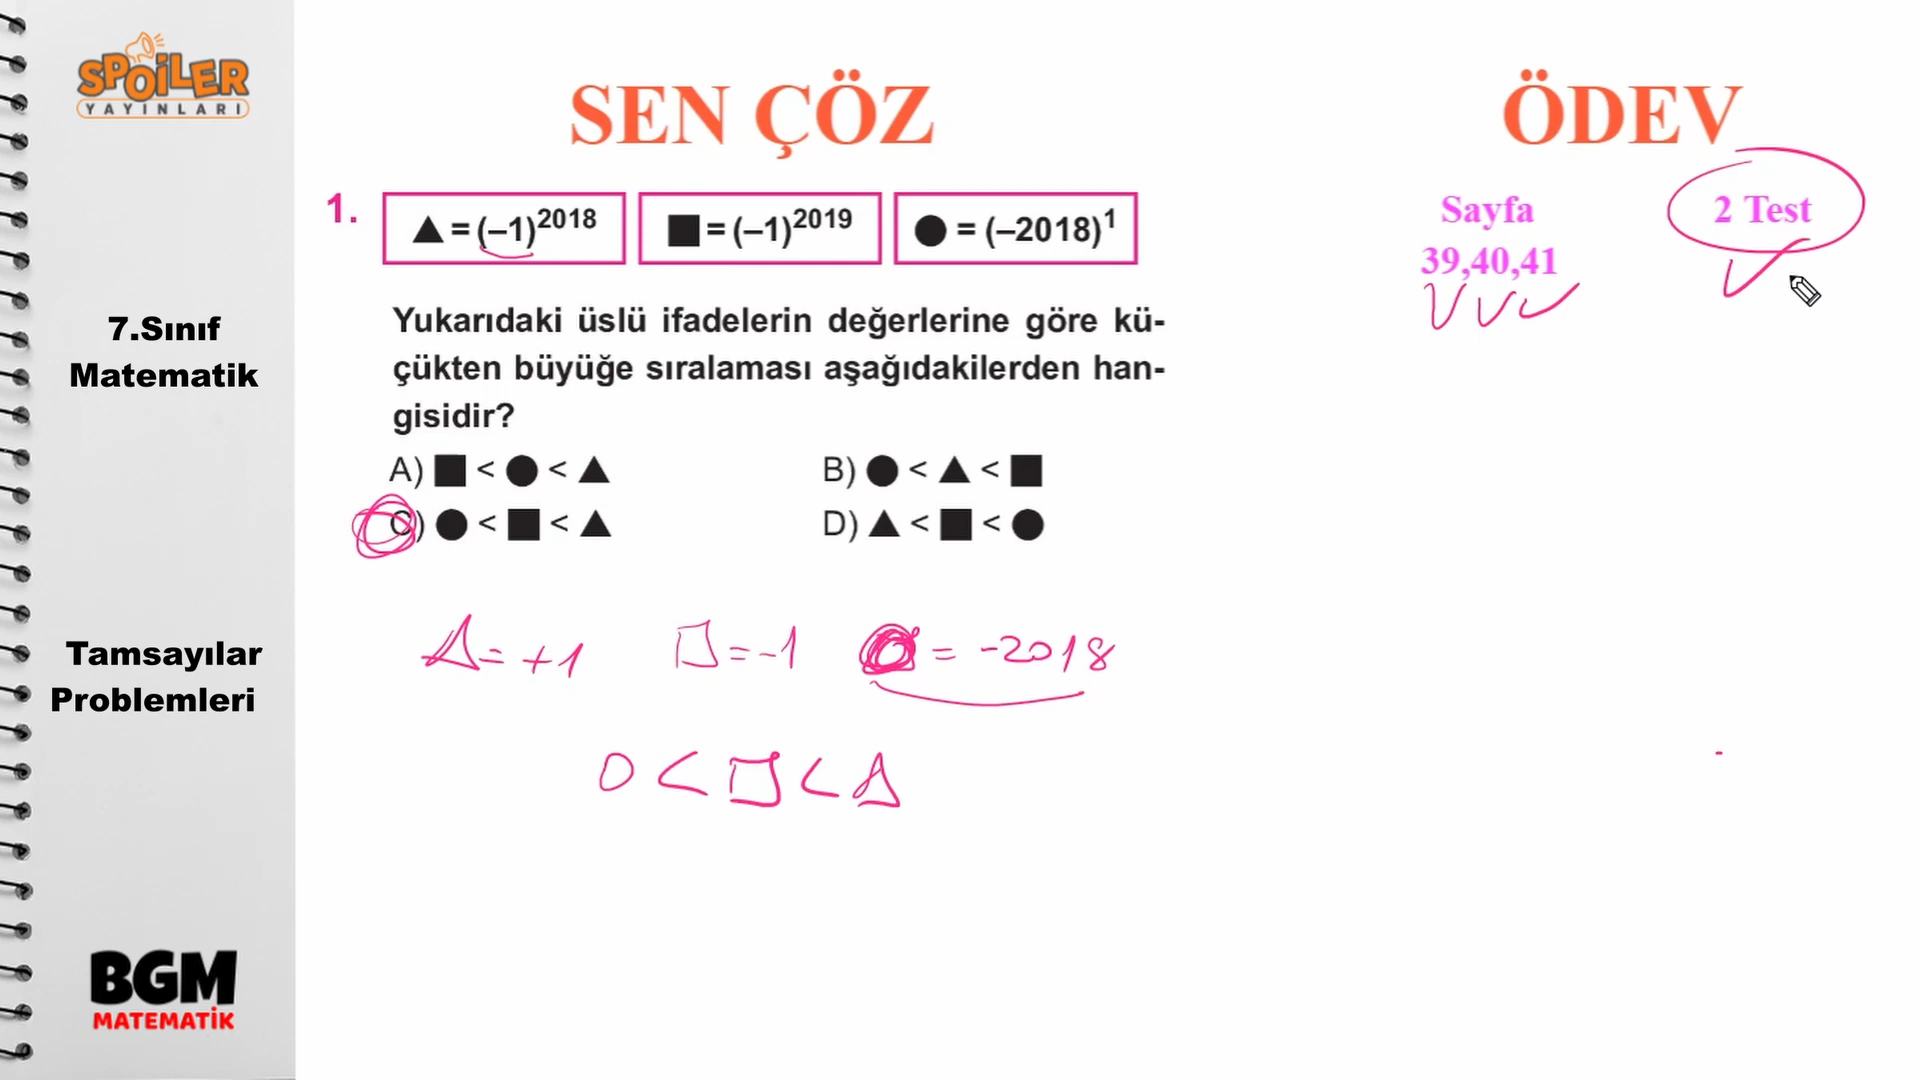 SPOİLER
YAYINLARI
7.Sınıf
Matematik
Tamsayılar
Problemleri
BGM
MATEMATİK
SEN ÇÖZ
1.
▲ = (–1)^2018
■ = (–1)^2019
● = (–2018)^1
Yukarıdaki üslü ifadelerin değerlerine göre kü-
çükten büyüğe sıralaması aşağıdakilerden han-
gisidir?
A) ■ < ● < ▲
B) ● < ▲ < ■
C) ● < ■ < ▲
D) ▲ < ■ < ●
△ = +1
□ = -1
● = -2018
○ < □ < △
ÖDEV
Sayfa
39,40,41
2 Test